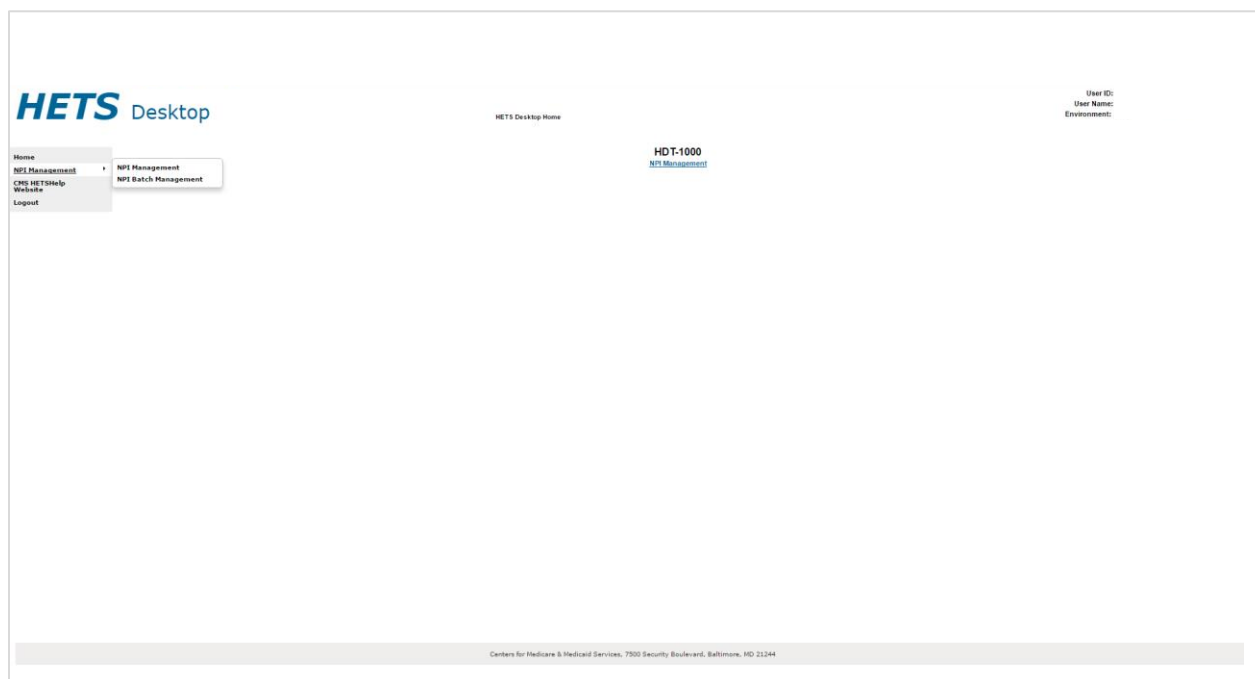 HETS Desktop
HETS Desktop Home
User ID:
User Name:
Environment:
Home
NPI Management
CMS HETSHelp
Website
Logout
NPI Management
NPI Batch Management
HDT-1000
NPI Management
Centers for Medicare & Medicaid Services, 7500 Security Boulevard, Baltimore, MD 21244